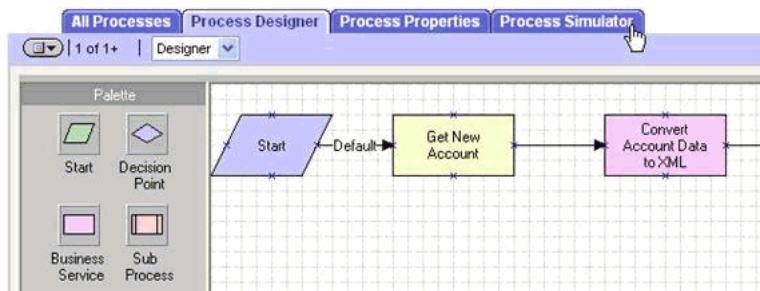 All Processes Process Designer Process Properties Process Simulator
1 of 1+ Designer
Palette
Start
Decision
Point
Business
Service
Sub
Process
Start
Default
Get New
Account
Convert
Account Data
to XML